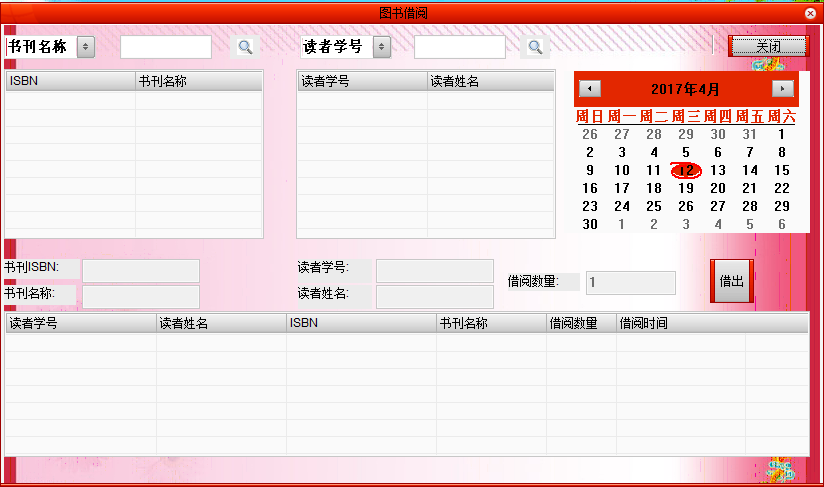 图书借阅
书刊名称 读者学号 关闭
ISBN 书刊名称 读者学号 读者姓名
2017年4月
周日 周一 周二 周三 周四 周五 周六
26 27 28 29 30 31 1
2 3 4 5 6 7 8
9 10 11 12 13 14 15
16 17 18 19 20 21 22
23 24 25 26 27 28 29
30 1 2 3 4 5 6
书刊ISBN: 读者学号:
书刊名称: 读者姓名:
借阅数量: 1 借出
读者学号 读者姓名 ISBN 书刊名称 借阅数量 借阅时间